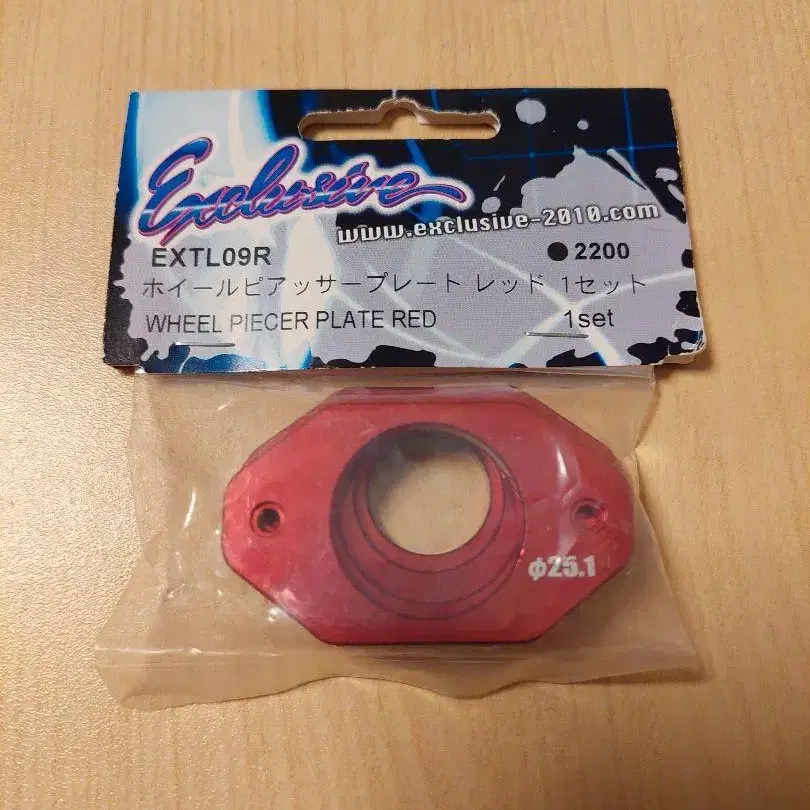 Exclusive
www.exclusive-2010.com
EXTL09R ●2200
ホイールピアッサープレート レッド 1セット
WHEEL PIECER PLATE RED 1set
φ25.1